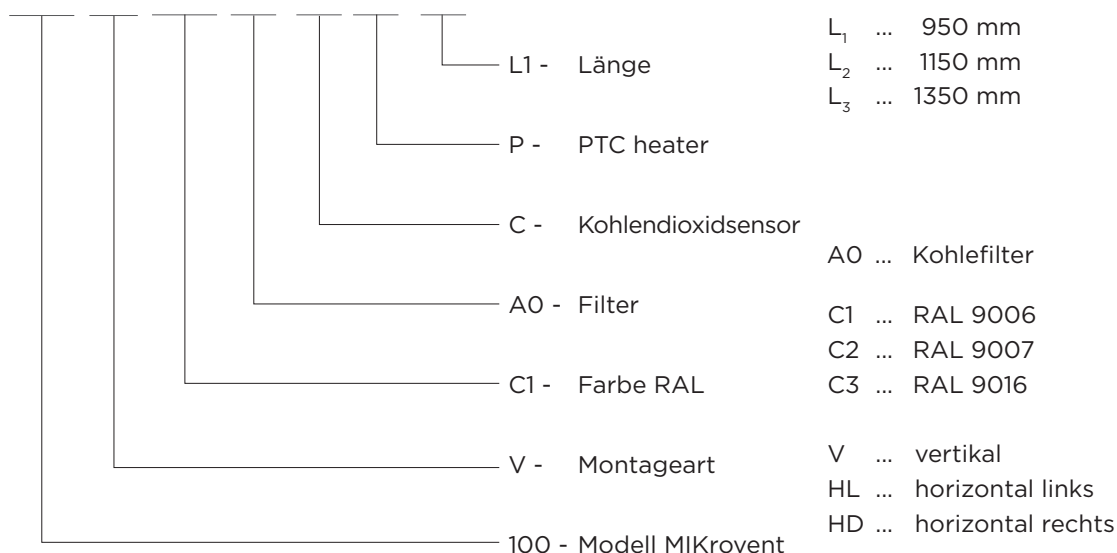 L1 - Länge
P - PTC heater
C - Kohlendioxidsensor
A0 - Filter
C1 - Farbe RAL
V - Montageart
100 - Modell MIKrovent
L1 ... 950 mm
L2 ... 1150 mm
L3 ... 1350 mm
A0 ... Kohlefilter
C1 ... RAL 9006
C2 ... RAL 9007
C3 ... RAL 9016
V ... vertikal
HL ... horizontal links
HD ... horizontal rechts